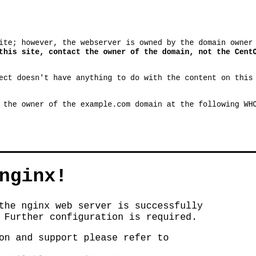 ite; however, the webserver is owned by the domain owner
this site, contact the owner of the domain, not the Cent
ect doesn't have anything to do with the content on this
the owner of the example.com domain at the following WHO
nginx!
the nginx web server is successfully
Further configuration is required.
on and support please refer to